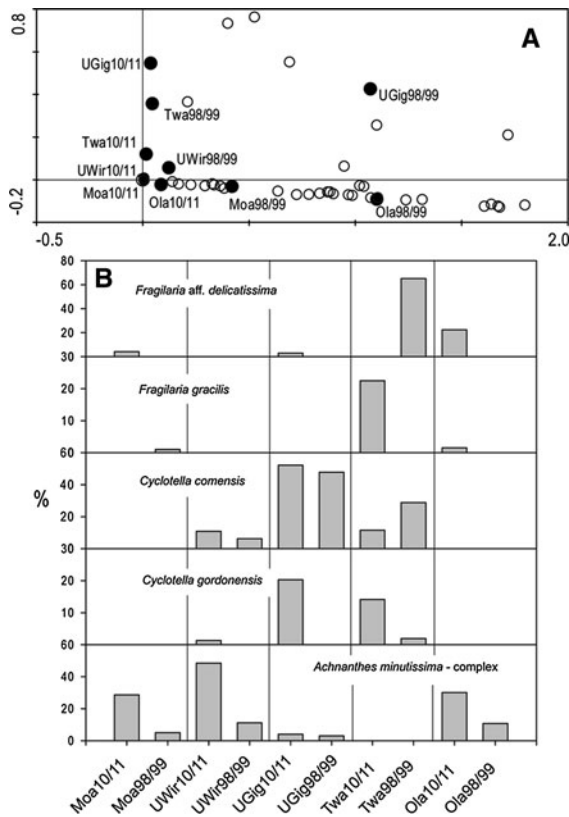 0.8
A
UGig10/11
UGig98/99
Twa98/99
Twa10/11
UWir98/99
UWir10/11
Moa10/11
Ola10/11
Moa98/99
Ola98/99
-0.2
-0.5
2.0
B
80
Fragilaria aff. delicatissima
60
40
20
30
Fragilaria gracilis
20
10
60
Cyclotella comensis
40
%
20
30
Cyclotella gordonensis
20
10
60
Achnanthes minutissima - complex
40
20
0
Moa10/11
Moa98/99
UWir10/11
UWir98/99
UGig10/11
UGig98/99
Twa10/11
Twa98/99
Ola10/11
Ola98/99